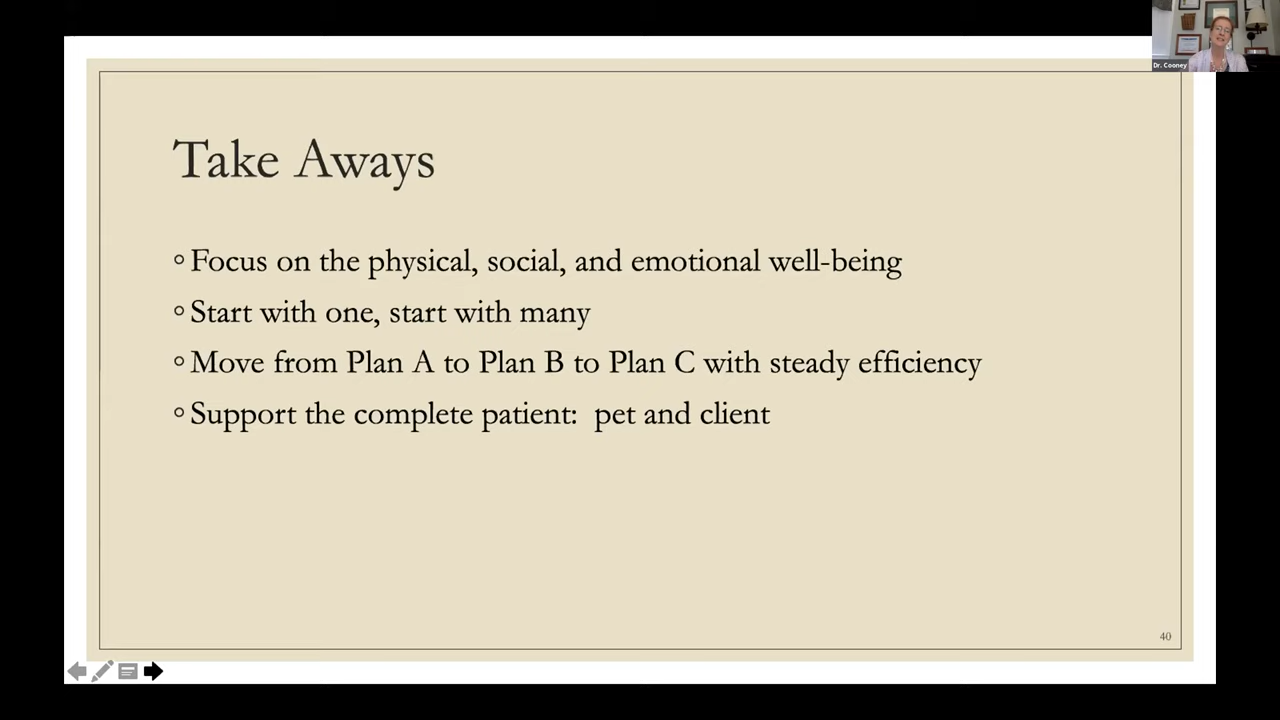 Dr. Cooney
Take Aways
Focus on the physical, social, and emotional well-being
Start with one, start with many
Move from Plan A to Plan B to Plan C with steady efficiency
Support the complete patient:  pet and client
40